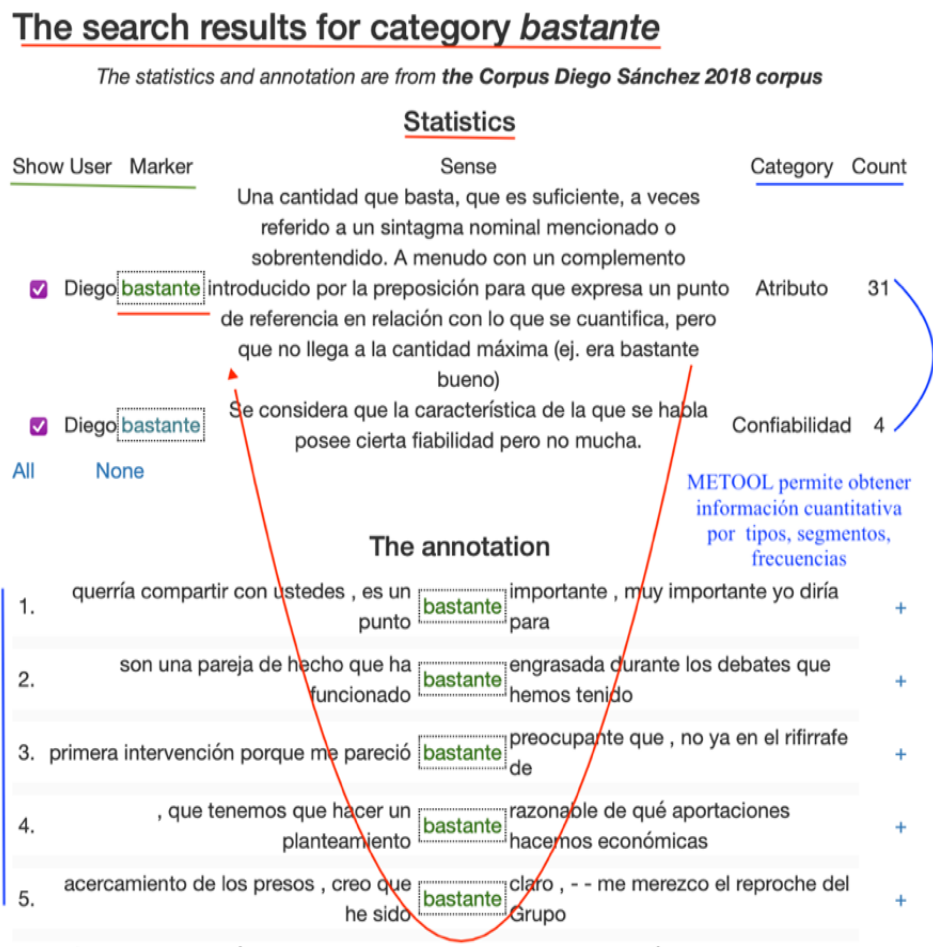 The search results for category bastante
The statistics and annotation are from the Corpus Diego Sánchez 2018 corpus
Statistics
Show User Marker Sense Category Count
Una cantidad que basta, que es suficiente, a veces
referido a un sintagma nominal mencionado o
sobrentendido. A menudo con un complemento
Diego bastante introducido por la preposición para que expresa un punto Atributo 31
de referencia en relación con lo que se cuantifica, pero
que no llega a la cantidad máxima (ej. era bastante
bueno)
Diego bastante Se considera que la característica de la que se habla Confiabilidad 4
posee cierta fiabilidad pero no mucha.
All None
METOOL permite obtener
información cuantitativa
por tipos, segmentos,
frecuencias
The annotation
1. querría compartir con ustedes , es un
punto bastante importante , muy importante yo diría
para +
2. son una pareja de hecho que ha
funcionado bastante engrasada durante los debates que
hemos tenido +
3. primera intervención porque me pareció bastante preocupante que , no ya en el rifirrafe
de +
4. , que tenemos que hacer un
planteamiento bastante razonable de qué aportaciones
hacemos económicas +
5. acercamiento de los presos , creo que
he sido bastante claro , - - me merezco el reproche del
Grupo +